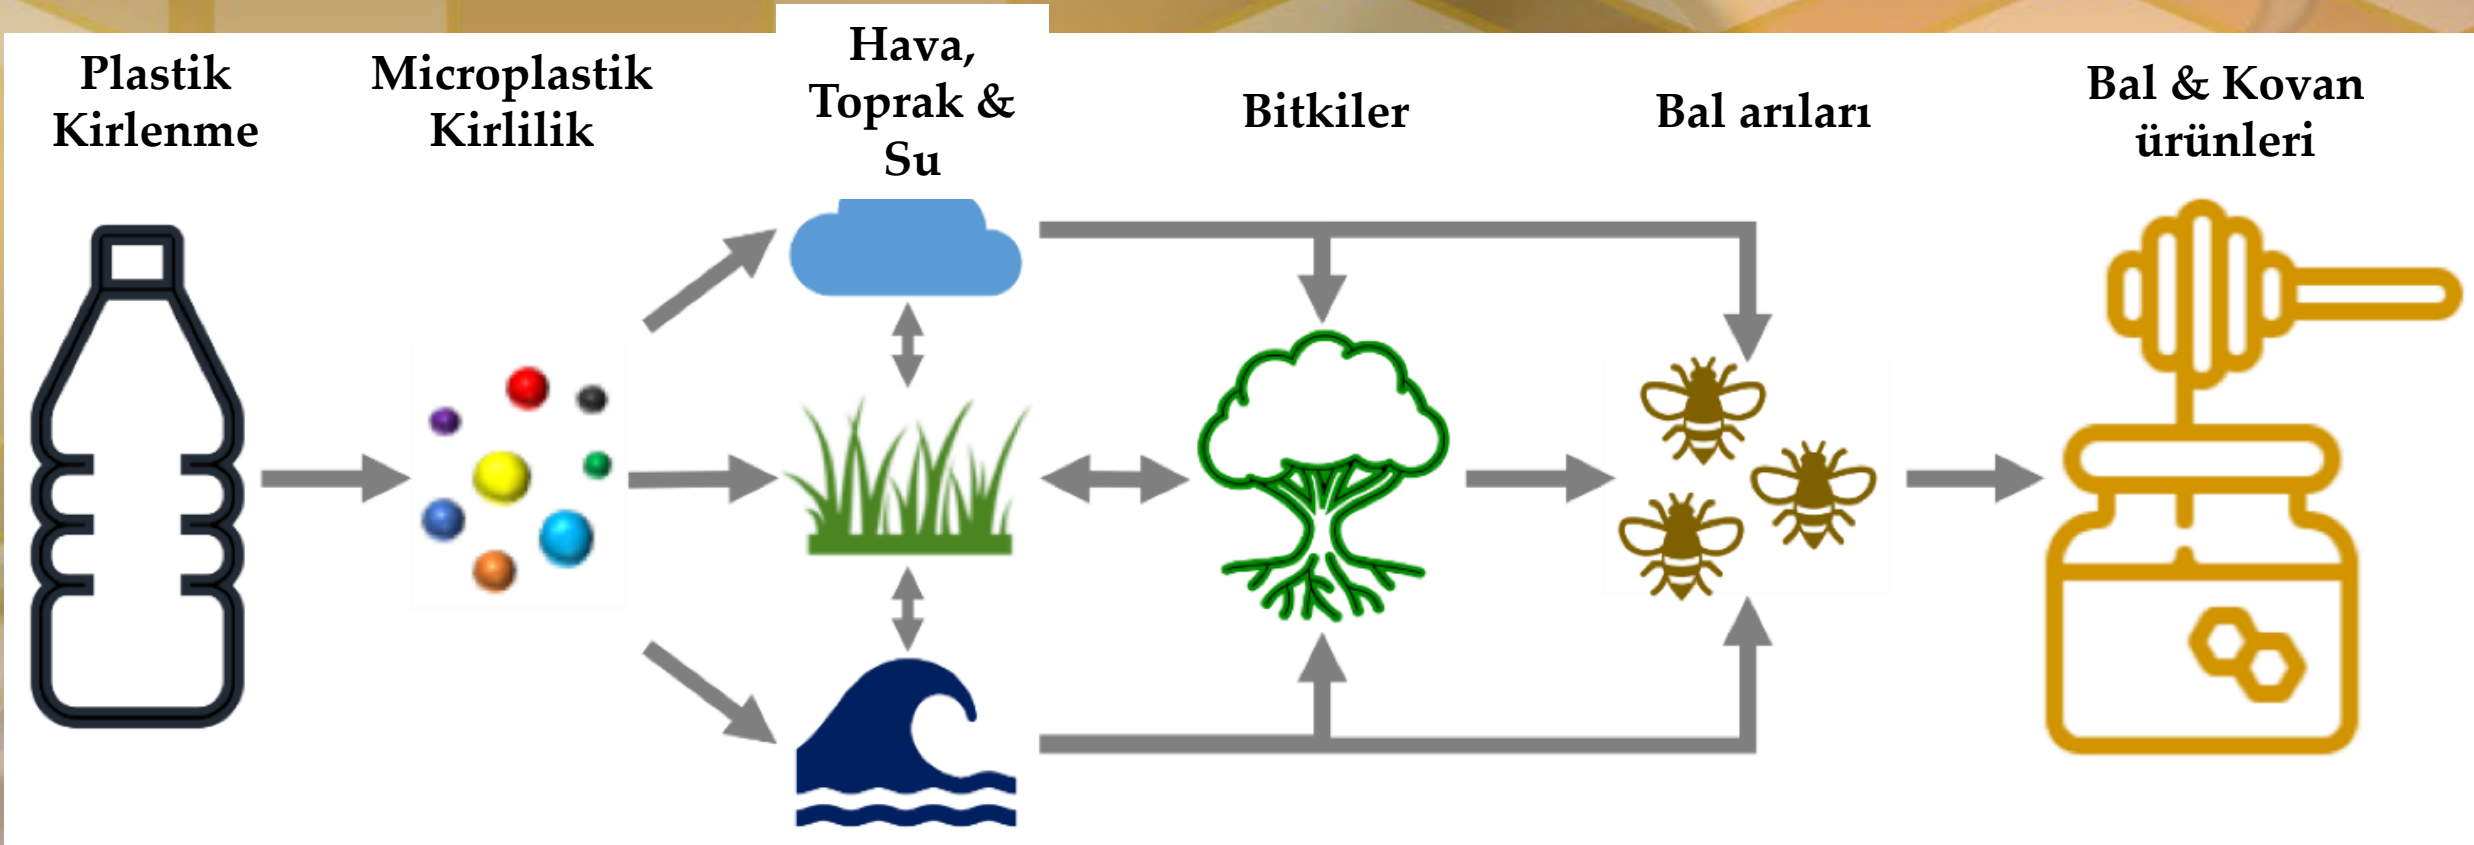 Plastik
Kirlenme
Microplastik
Kirlilik
Hava,
Toprak &
Su
Bitkiler
Bal arıları
Bal & Kovan
ürünleri